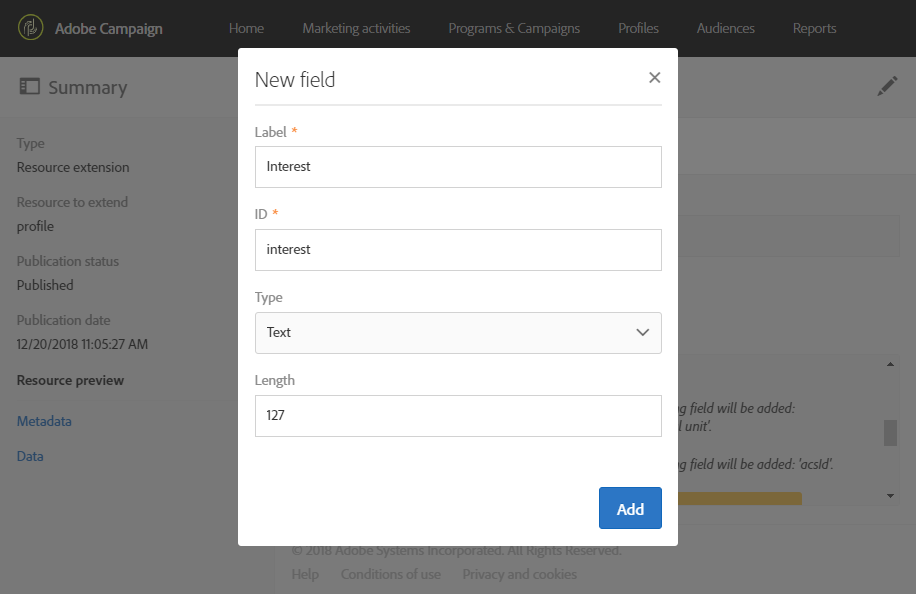 Adobe Campaign
Home
Marketing activities
Programs & Campaigns
Profiles
Audiences
Reports
Summary
Type
Resource extension
Resource to extend
profile
Publication status
Published
Publication date
12/20/2018 11:05:27 AM
Resource preview
Metadata
Data
New field
Label *
Interest
ID *
interest
Type
Text
Length
127
Add
field will be added:
unit'.
field will be added: 'acsId'.
© 2018 Adobe Systems Incorporated. All Rights Reserved.
Help
Conditions of use
Privacy and cookies